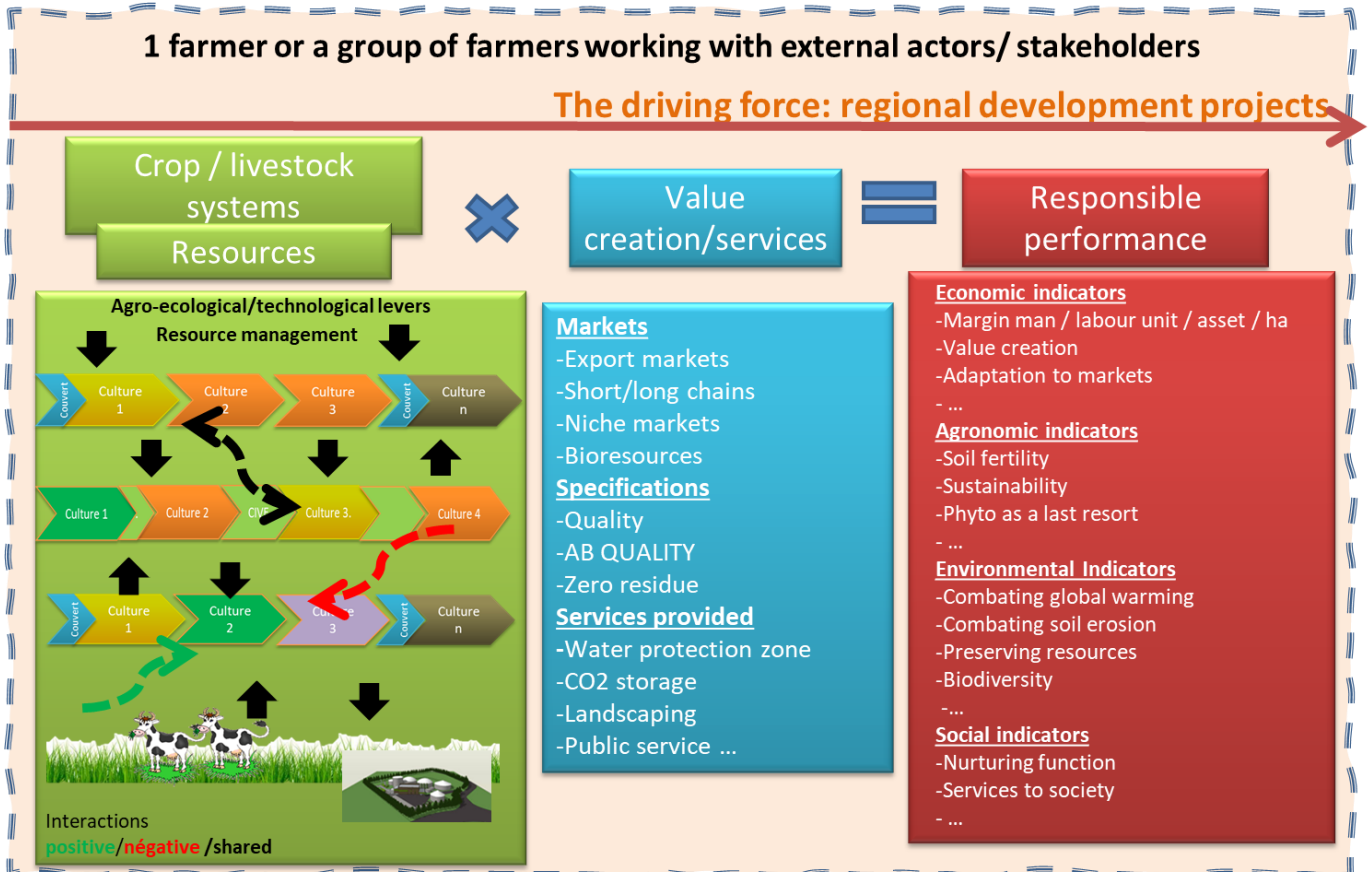 1 farmer or a group of farmers working with external actors/ stakeholders
The driving force: regional development projects
Crop / livestock
systems
Resources
Value
creation/services
Responsible
performance
Agro-ecological/technological levers
Resource management
Couvert
Culture
1
Culture
2
Culture
3
Couvert
Culture
n
Culture 1
Culture 2
CIVE
Culture 3.
Culture 4
Couvert
Culture
1
Culture
2
Culture
3
Couvert
Culture
n
Interactions
positive/négative /shared
Markets
-Export markets
-Short/long chains
-Niche markets
-Bioresources
Specifications
-Quality
-AB QUALITY
-Zero residue
Services provided
-Water protection zone
-CO2 storage
-Landscaping
-Public service ...
Economic indicators
-Margin man / labour unit / asset / ha
-Value creation
-Adaptation to markets
- ...
Agronomic indicators
-Soil fertility
-Sustainability
-Phyto as a last resort
- ...
Environmental Indicators
-Combating global warming
-Combating soil erosion
-Preserving resources
-Biodiversity
-...
Social indicators
-Nurturing function
-Services to society
- ...